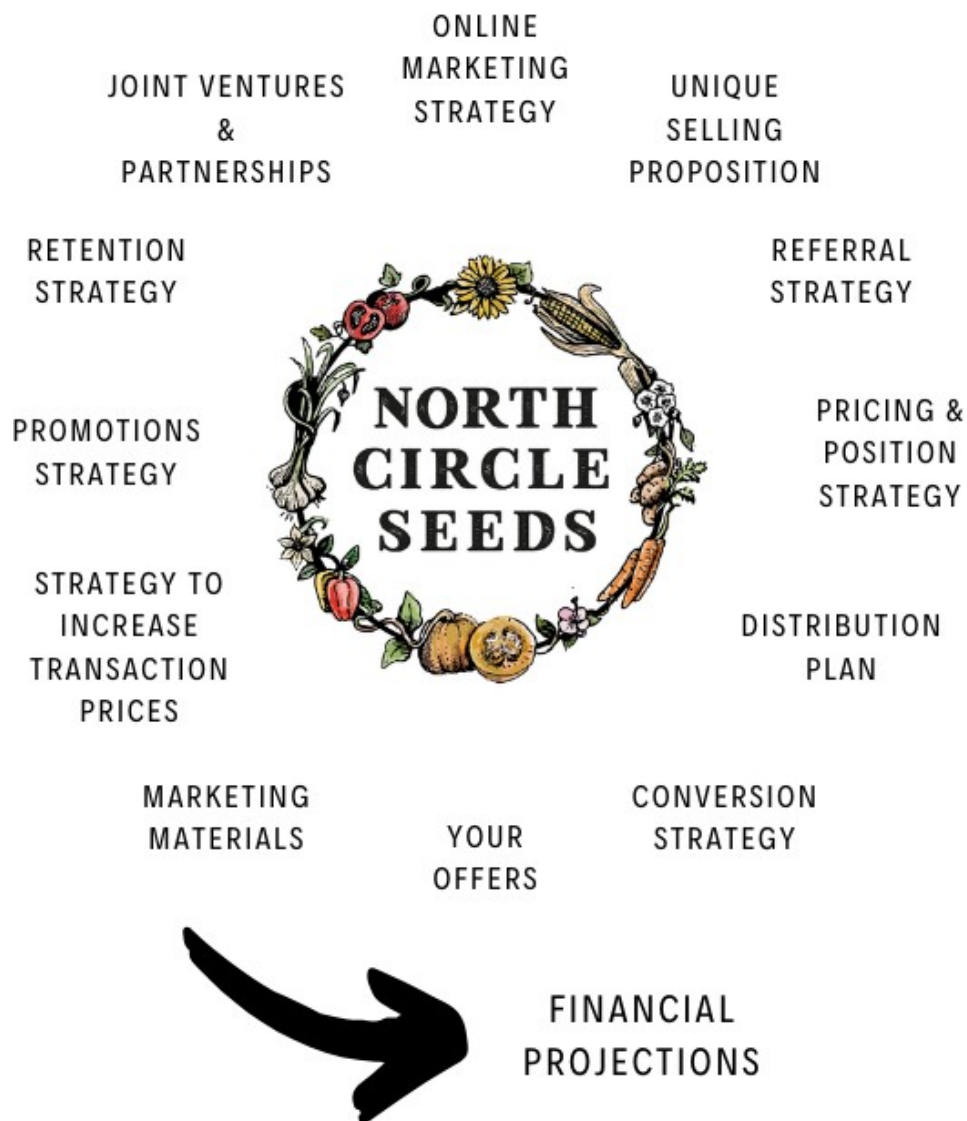 ONLINE
MARKETING
STRATEGY
JOINT VENTURES
&
PARTNERSHIPS
UNIQUE
SELLING
PROPOSITION
RETENTION
STRATEGY
REFERRAL
STRATEGY
NORTH
CIRCLE
SEEDS
PROMOTIONS
STRATEGY
PRICING &
POSITION
STRATEGY
STRATEGY TO
INCREASE
TRANSACTION
PRICES
DISTRIBUTION
PLAN
MARKETING
MATERIALS
YOUR
OFFERS
CONVERSION
STRATEGY
FINANCIAL
PROJECTIONS